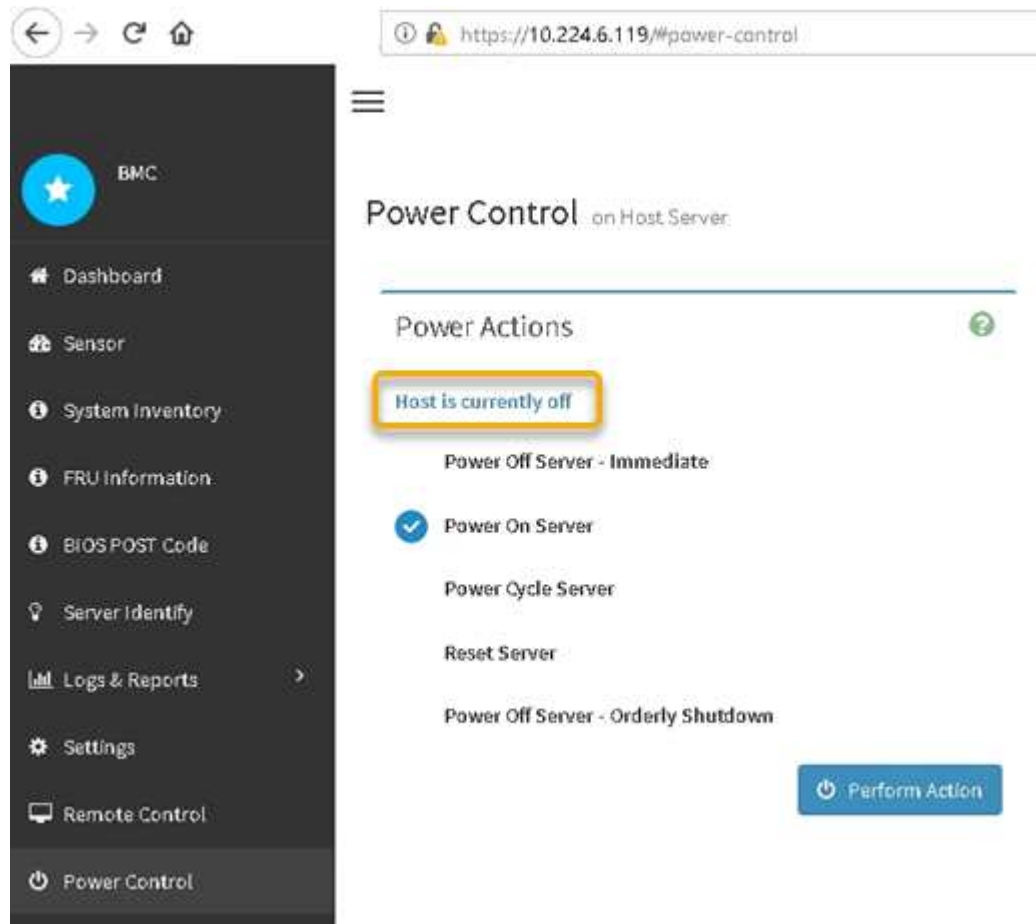 https://10.224.6.119/#power-control
BMC
Power Control on Host Server
Dashboard
Power Actions
Sensor
Host is currently off
System Inventory
Power Off Server - Immediate
FRU Information
Power On Server
BIOS POST Code
Power Cycle Server
Server Identify
Reset Server
Logs & Reports
Power Off Server - Orderly Shutdown
Settings
Perform Action
Remote Control
Power Control